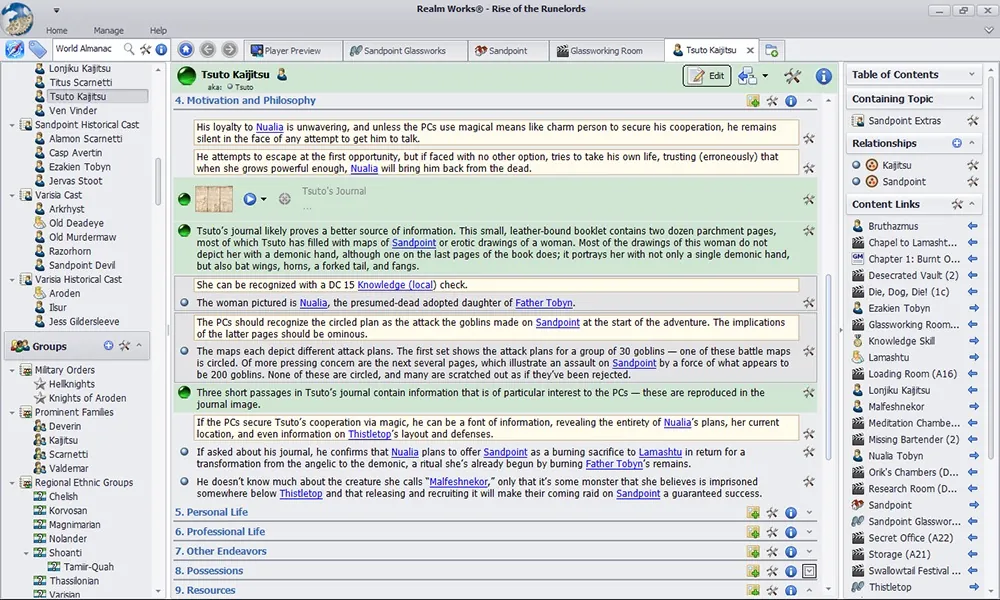 Realm Works® - Rise of the Runelords
Home
Manage
Help
World Almanac
Player Preview
Sandpoint Glassworks
Sandpoint
Glassworking Room
Tsuto Kaijitsu
Lonjiku Kaijitsu
Titus Scarnetti
Tsuto Kaijitsu
Ven Vinder
Sandpoint Historical Cast
Alamon Scarnetti
Casp Avertin
Ezakien Tobyn
Jervas Stoot
Varisia Cast
Arkrhyst
Old Deadeye
Old Murdermaw
Razorhorn
Sandpoint Devil
Varisia Historical Cast
Aroden
Ilsur
Jess Gildersleeve
Groups
Military Orders
Hellknights
Knights of Aroden
Prominent Families
Deverin
Kaijitsu
Scarnetti
Valdemar
Regional Ethnic Groups
Chelish
Korvosan
Magnimarian
Nolander
Shoanti
Tamiir-Quah
Thassilonian
Varisian
Tsuto Kaijitsu
aka: Tsuto
Edit
4. Motivation and Philosophy
His loyalty to Nualia is unwavering, and unless the PCs use magical means like charm person to secure his cooperation, he remains
silent in the face of any attempt to get him to talk.
He attempts to escape at the first opportunity, but if faced with no other option, tries to take his own life, trusting (erroneously) that
when she grows powerful enough, Nualia will bring him back from the dead.
Tsuto's Journal
...
Tsuto's journal likely proves a better source of information. This small, leather-bound booklet contains two dozen parchment pages,
most of which Tsuto has filled with maps of Sandpoint or erotic drawings of a woman. Most of the drawings of this woman do not
depict her with a demonic hand, although one on the last pages of the book does; it portrays her with not only a single demonic hand,
but also bat wings, horns, a forked tail, and fangs.
She can be recognized with a DC 15 Knowledge (local) check.
The woman pictured is Nualia, the presumed-dead adopted daughter of Father Tobyn.
The PCs should recognize the circled plan as the attack the goblins made on Sandpoint at the start of the adventure. The implications
of the latter pages should be ominous.
The maps each depict different attack plans. The first set shows the attack plans for a group of 30 goblins — one of these battle maps
is circled. Of more pressing concern are the next several pages, which illustrate an assault on Sandpoint by a force of what appears to
be 200 goblins. None of these are circled, and many are scratched out as if they've been rejected.
Three short passages in Tsuto's journal contain information that is of particular interest to the PCs — these are reproduced in the
journal image.
If the PCs secure Tsuto's cooperation via magic, he can be a font of information, revealing the entirety of Nualia's plans, her current
location, and even information on Thistletop's layout and defenses.
If asked about his journal, he confirms that Nualia plans to offer Sandpoint as a burning sacrifice to Lamashtu in return for a
transformation from the angelic to the demonic, a ritual she's already begun by burning Father Tobyn's remains.
He doesn't know much about the creature she calls "Malfeshnekor," only that it's some monster that she believes is imprisoned
somewhere below Thistletop and that releasing and recruiting it will make their coming raid on Sandpoint a guaranteed success.
5. Personal Life
6. Professional Life
7. Other Endeavors
8. Possessions
9. Resources
Table of Contents
Containing Topic
Sandpoint Extras
Relationships
Kaijitsu
Sandpoint
Content Links
Bruthazmus
Chapel to Lamasht...
GM
Chapter 1: Burnt O...
Desecrated Vault (2)
Die, Dog, Die! (1c)
Ezakien Tobyn
Glassworking Room...
Knowledge Skill
Lamashtu
Loading Room (A16)
Lonjiku Kaijitsu
Malfeshnekor
Meditation Chambe...
Missing Bartender (2)
Nualia Tobyn
Orik's Chambers (D...
Research Room (D...
Sandpoint
Sandpoint Glasswor...
Secret Office (A22)
Storage (A21)
Swallowtail Festival ...
Thistletop